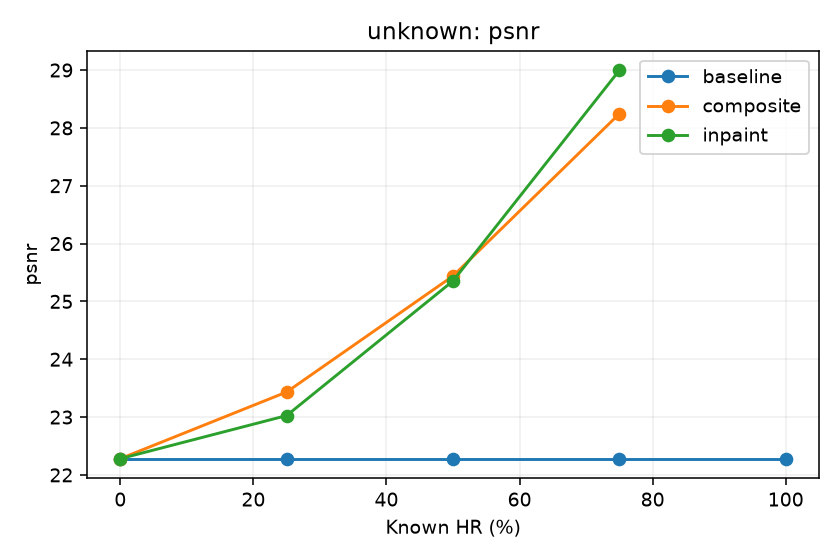 unknown: psnr
29
28
27
26
25
24
23
22
psnr
baseline
composite
inpaint
0 20 40 60 80 100
Known HR (%)